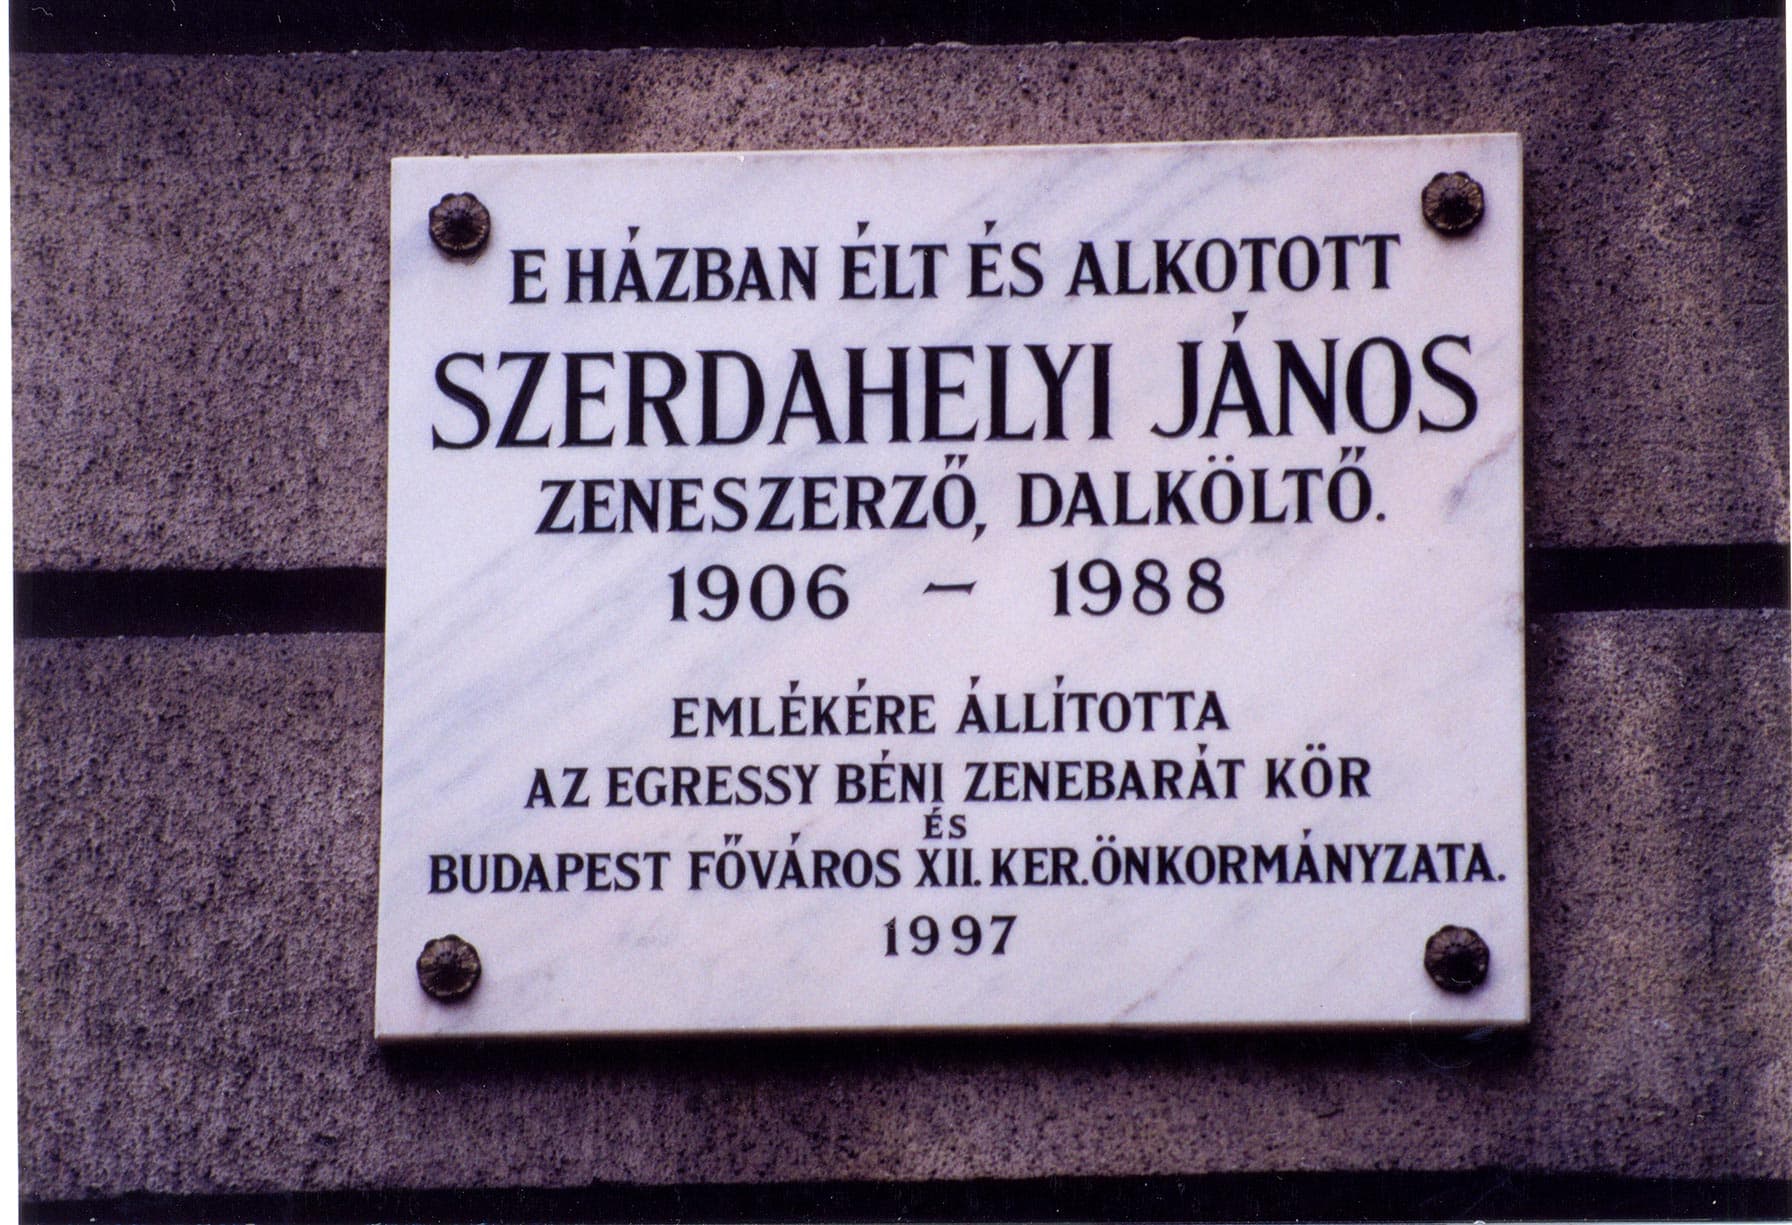 E HÁZBAN ÉLT ÉS ALKOTOTT
SZERDAHELYI JÁNOS
ZENESZERZŐ, DALKÖLTŐ.
1906 – 1988
EMLÉKÉRE ÁLLÍTOTTA
AZ EGRESSY BÉNI ZENEBARÁT KÖR
ÉS
BUDAPEST FŐVÁROS XII. KER. ÖNKORMÁNYZATA.
1997